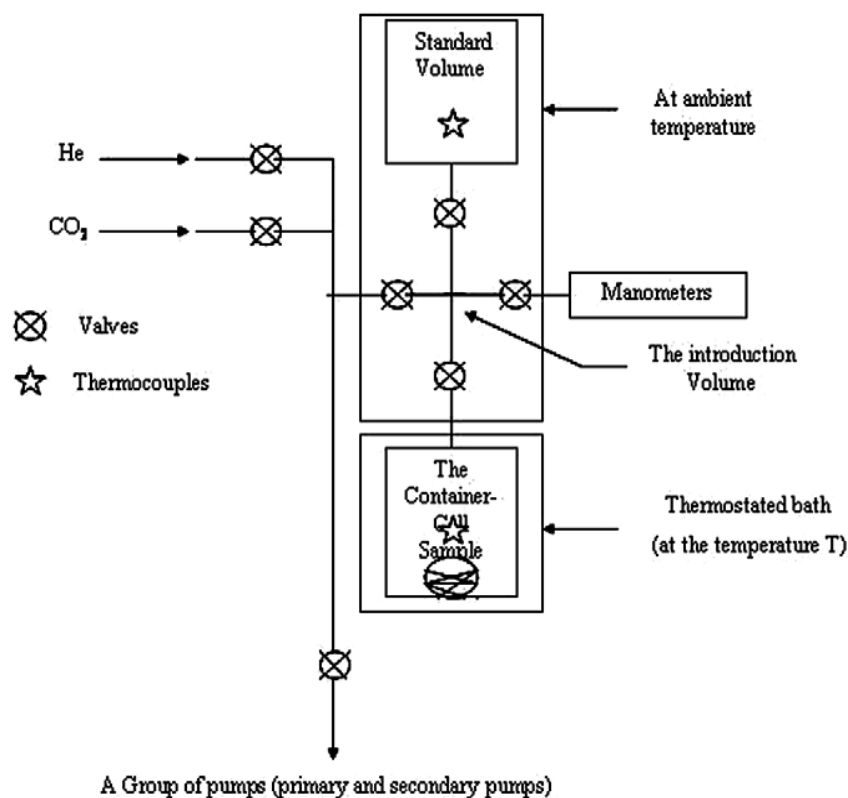 Standard
Volume
At ambient
temperature
He
CO₂
Manometers
Valves
The introduction
Volume
Thermocouples
The
Container-
Cell
Sample
Thermostated bath
(at the temperature T)
A Group of pumps (primary and secondary pumps)